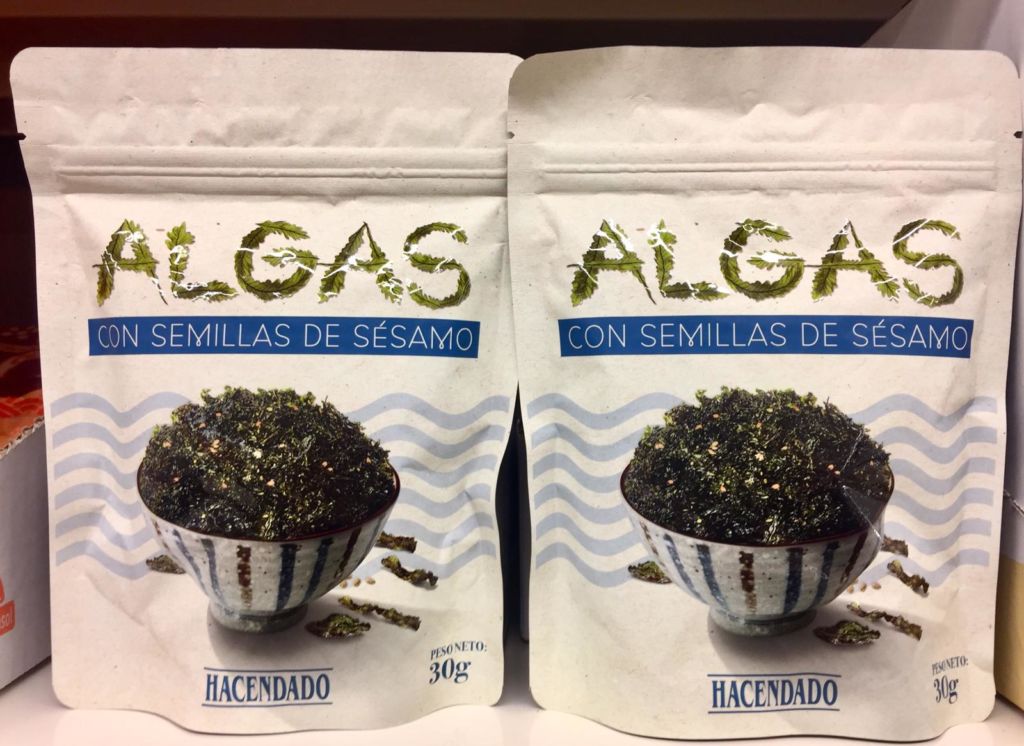 ALGAS
CON SEMILLAS DE SÉSAMO
PESO NETO:
30g
HACENDADO
ALGAS
CON SEMILLAS DE SÉSAMO
PESO NETO:
30g
HACENDADO